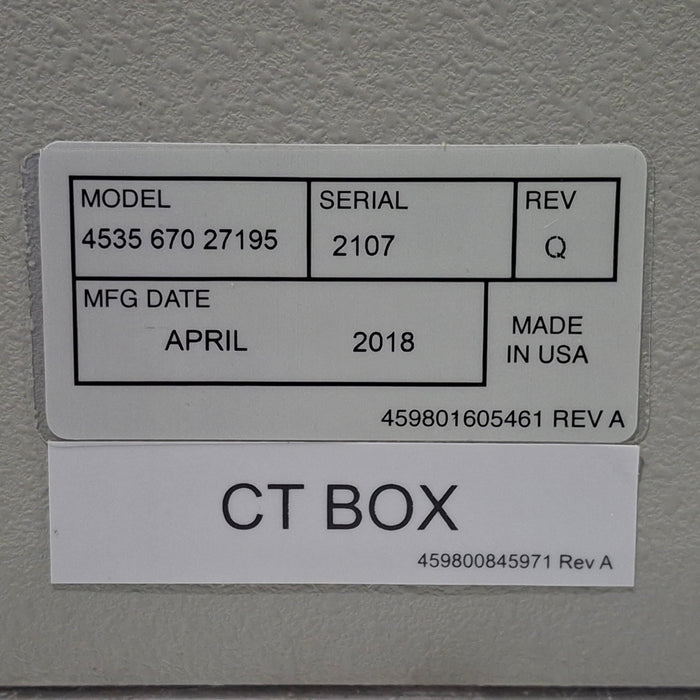 MODEL SERIAL REV
4535 670 27195 2107 Q
MFG DATE
APRIL 2018
MADE
IN USA
459801605461 REV A
CT BOX
459800845971 Rev A